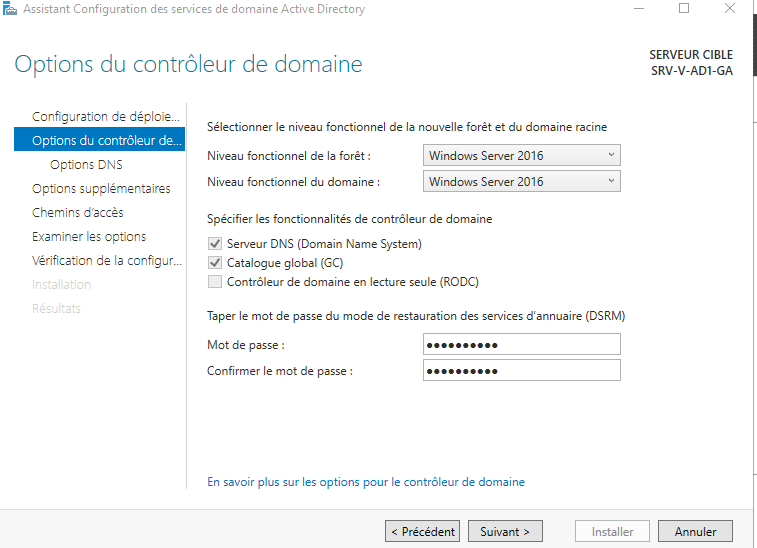 Assistant Configuration des services de domaine Active Directory
Options du contrôleur de domaine
SERVEUR CIBLE
SRV-V-AD1-GA
Configuration de déploie...
Options du contrôleur de...
Options DNS
Options supplémentaires
Chemins d’accès
Examiner les options
Vérification de la configur...
Installation
Résultats
Sélectionner le niveau fonctionnel de la nouvelle forêt et du domaine racine
Niveau fonctionnel de la forêt : Windows Server 2016
Niveau fonctionnel du domaine : Windows Server 2016
Spécifier les fonctionnalités de contrôleur de domaine
Serveur DNS (Domain Name System)
Catalogue global (GC)
Contrôleur de domaine en lecture seule (RODC)
Taper le mot de passe du mode de restauration des services d’annuaire (DSRM)
Mot de passe : ●●●●●●●●●●
Confirmer le mot de passe : ●●●●●●●●●●
En savoir plus sur les options pour le contrôleur de domaine
< Précédent Suivant > Installer Annuler